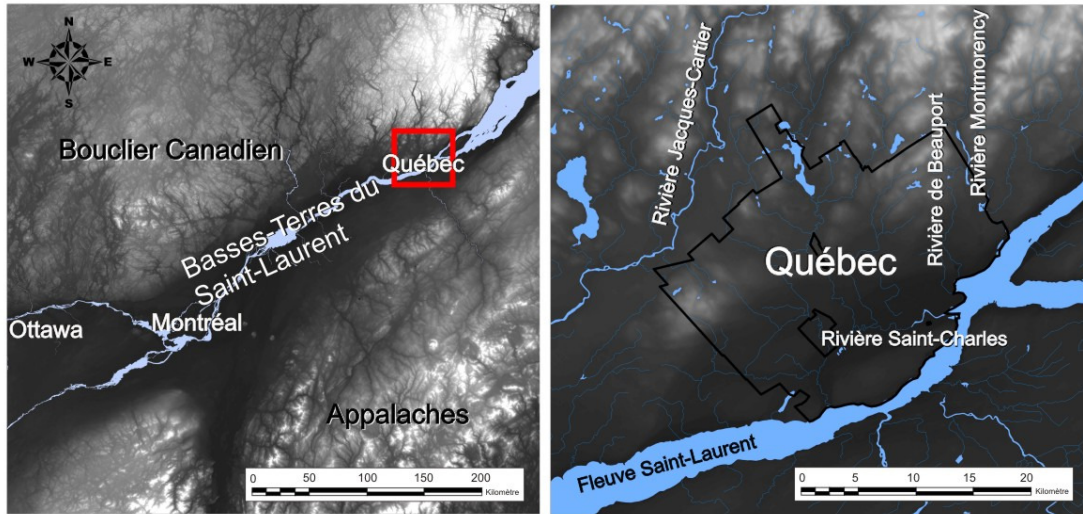 N
W E
S
Bouclier Canadien
Québec
Basses-Terres du
Saint-Laurent
Ottawa
Montréal
Appalaches
0 50 100 150 200
Kilomètre
Rivière Jacques-Cartier
Rivière de Beauport
Rivière Montmorency
Québec
Rivière Saint-Charles
Fleuve Saint-Laurent
0 5 10 15 20
Kilomètre